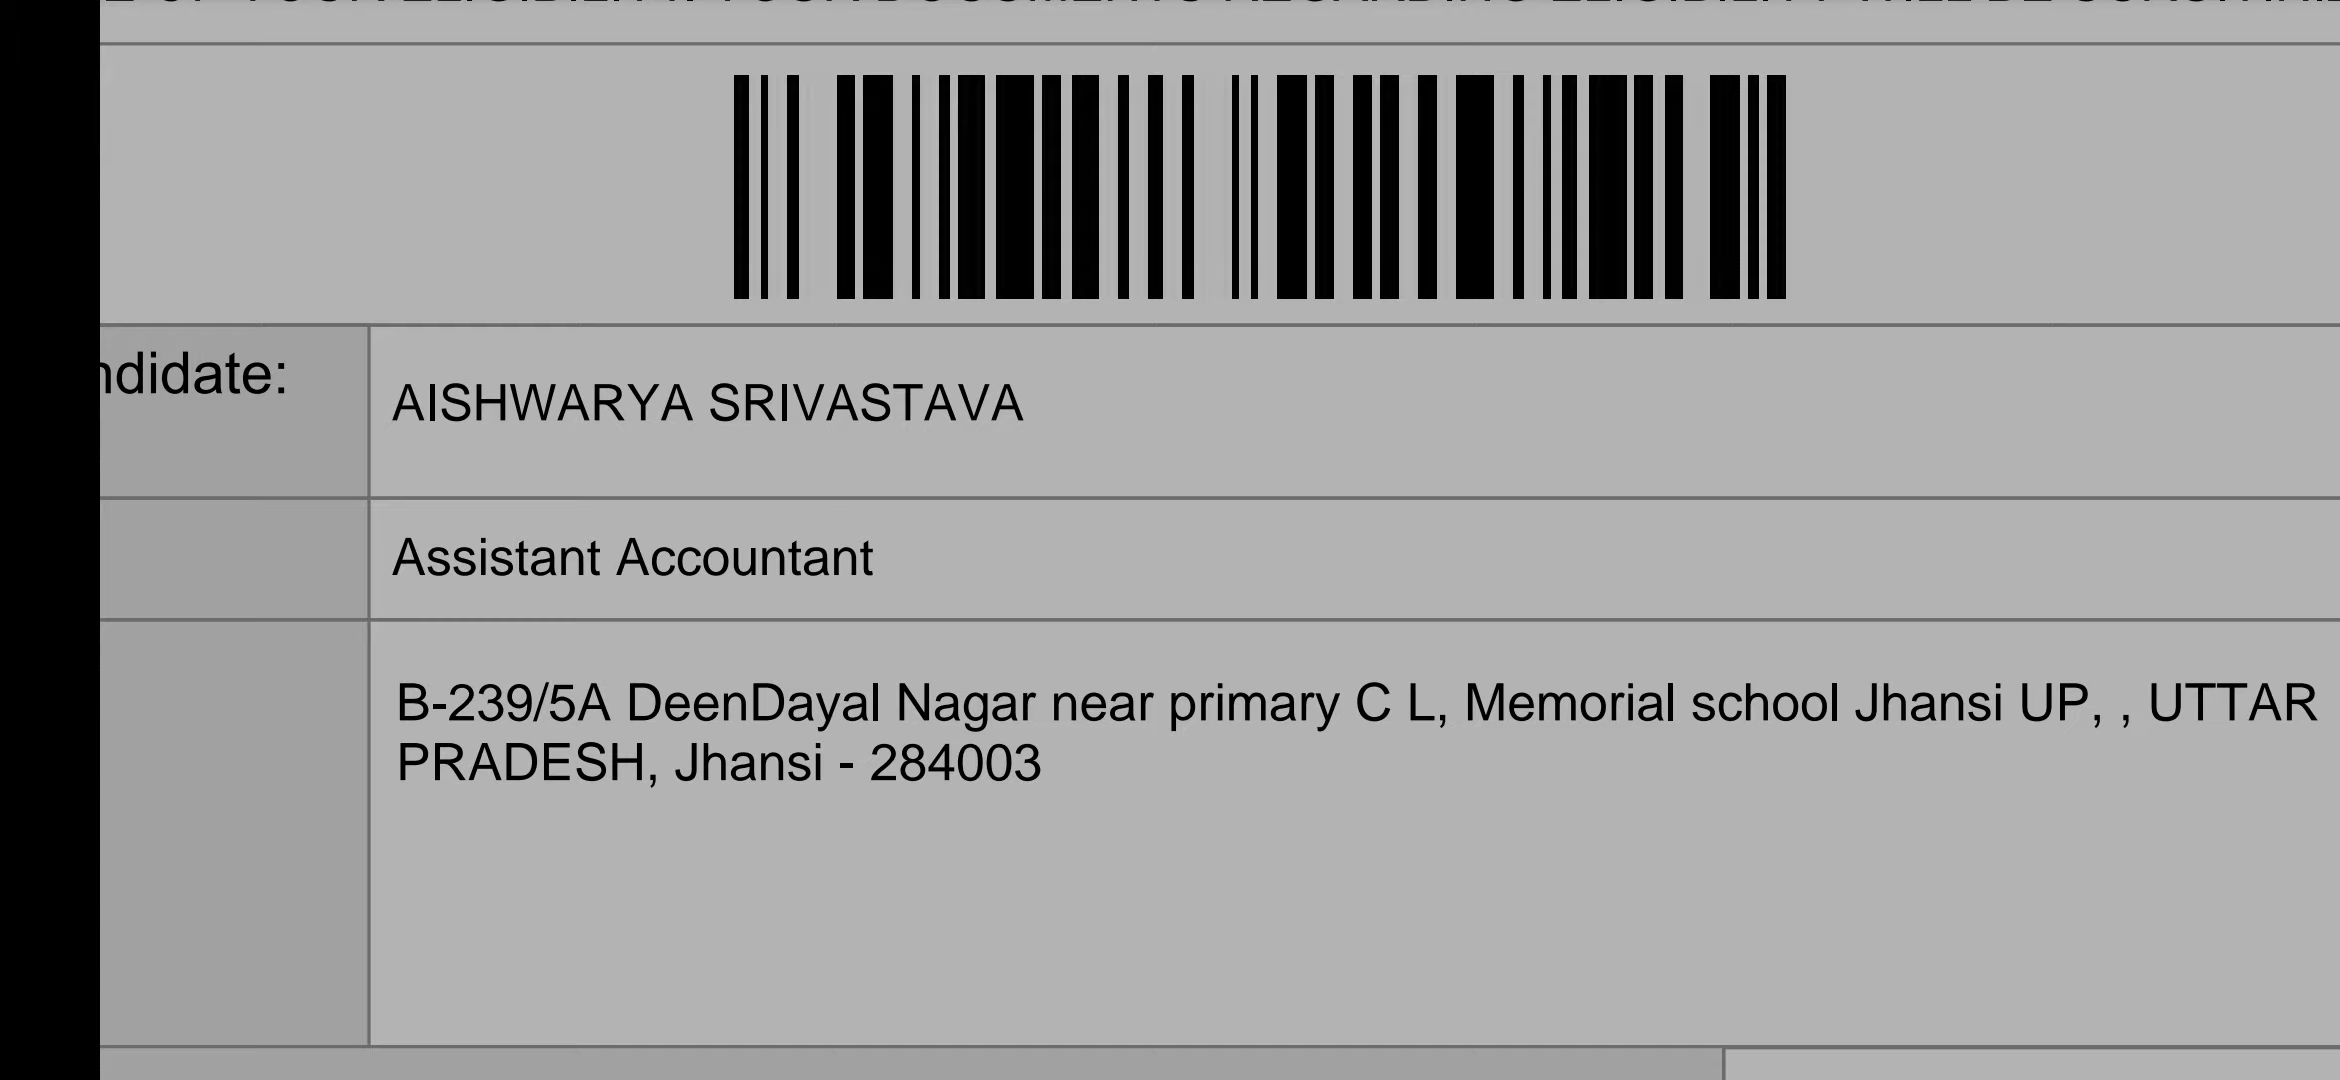 ndidate:
AISHWARYA SRIVASTAVA
Assistant Accountant
B-239/5A DeenDayal Nagar near primary C L, Memorial school Jhansi UP, , UTTAR
PRADESH, Jhansi - 284003